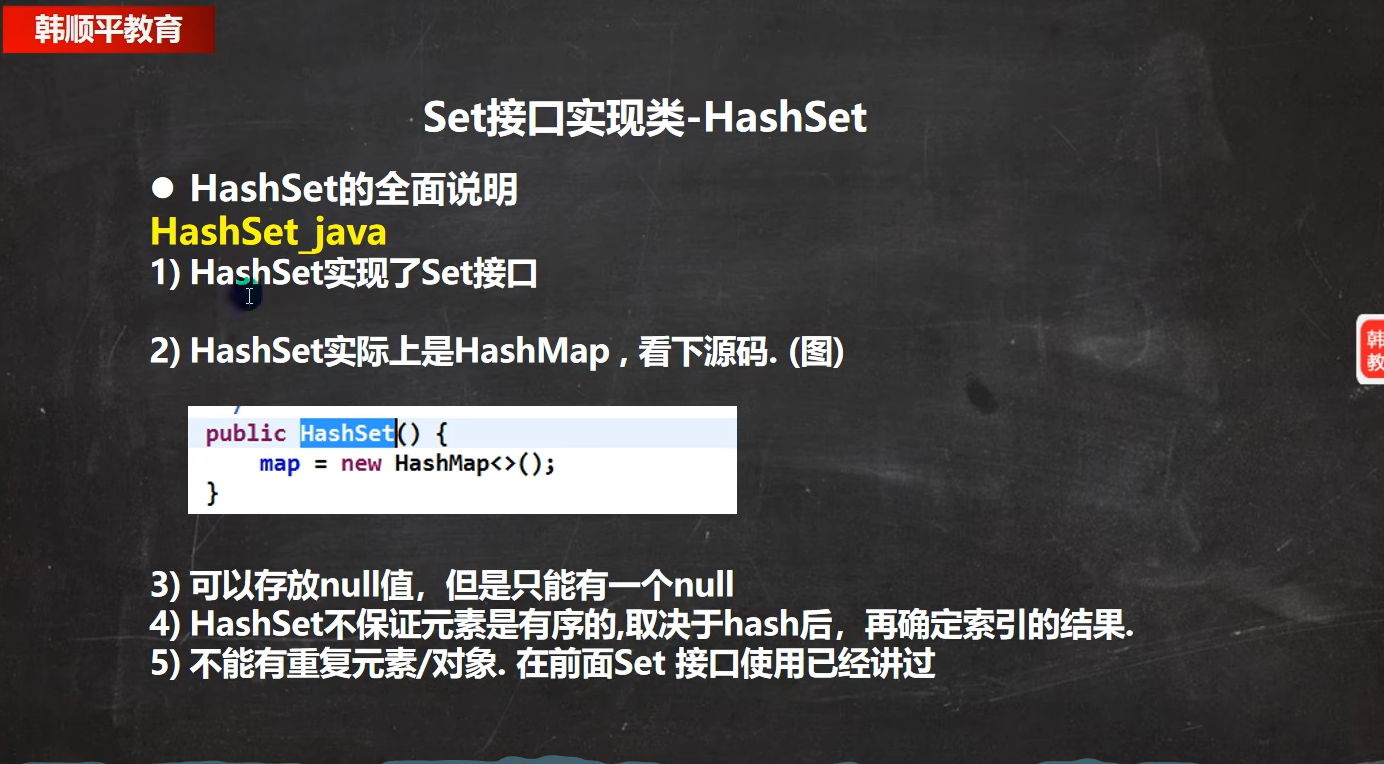 韩顺平教育
Set接口实现类-HashSet
● HashSet的全面说明
HashSet_java
1) HashSet实现了Set接口
2) HashSet实际上是HashMap , 看下源码. (图)
public HashSet() {
map = new HashMap<>();
}
韩
教
3) 可以存放null值，但是只能有一个null
4) HashSet不保证元素是有序的,取决于hash后，再确定索引的结果.
5) 不能有重复元素/对象. 在前面Set 接口使用已经讲过